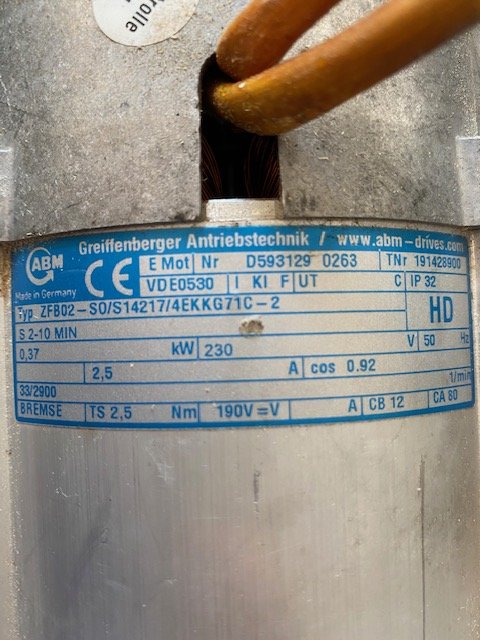 rolle
Greiffenberger Antriebstechnik / www.abm-drives.com
ABM
Made in Germany
CE
E Mot Nr D593129 0263 TNr 191428900
VDE0530 I Kl F UT C IP 32
Typ ZFB02-SO/S14217/4EKKG71C-2 HD
S 2-10 MIN
0,37 kW 230 V 50 Hz
2,5 A cos 0.92
33/2900 1/min
BREMSE TS 2,5 Nm 190V=V A CB 12 CA 80